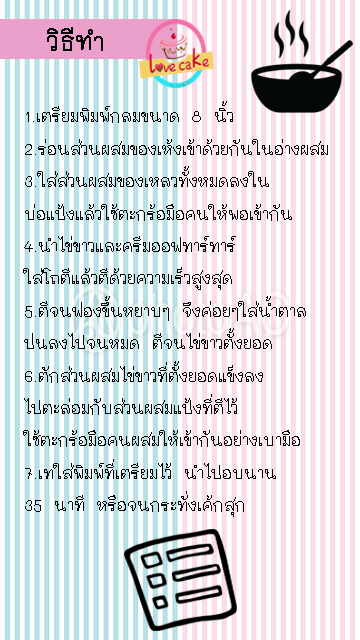 วิธีทำ
Love cake
1.เตรียมพิมพ์กลมขนาด 8 นิ้ว
2.ร่อนส่วนผสมของแห้งเข้าด้วยกันในอ่างผสม
3.ใส่ส่วนผสมของเหลวทั้งหมดลงใน
บ่อแป้งแล้วใช้ตะกร้อมือคนให้พอเข้ากัน
4.นำไข่ขาวและครีมออฟทาร์ทาร์
ใส่โถตีแล้วตีด้วยความเร็วสูงสุด
5.ตีจนฟองขึ้นหยาบๆ จึงค่อยๆใส่น้ำตาล
ป่นลงไปจนหมด ตีจนไข่ขาวตั้งยอด
6.ตักส่วนผสมไข่ขาวที่ตั้งยอดแข็งลง
ไปตะล่อมกับส่วนผสมแป้งที่ตีไว้
ใช้ตะกร้อมือคนผสมให้เข้ากันอย่างเบามือ
7.เทใส่พิมพ์ที่เตรียมไว้ นำไปอบนาน
35 นาที หรือจนกระทั่งเค้กสุก